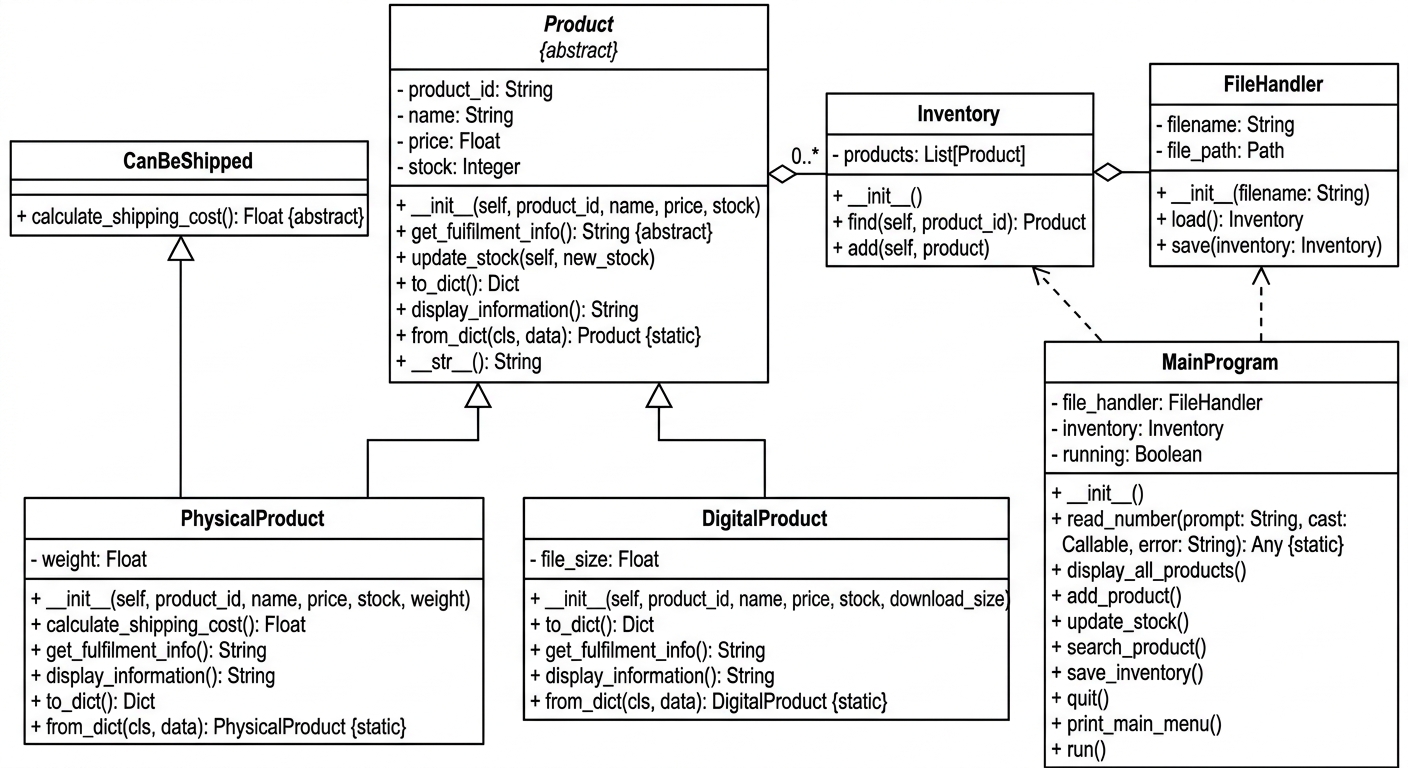 Product
{abstract}
- product_id: String
- name: String
- price: Float
- stock: Integer
+ __init__(self, product_id, name, price, stock)
+ get_fuifilment_info(): String {abstract}
+ update_stock(self, new_stock)
+ to_dict(): Dict
+ display_information(): String
+ from_dict(cls, data): Product {static}
+ __str__(): String
CanBeShipped
+ calculate_shipping_cost(): Float {abstract}
0..*
Inventory
- products: List[Product]
+ __init__()
+ find(self, product_id): Product
+ add(self, product)
FileHandler
- filename: String
- file_path: Path
+ __init__(filename: String)
+ load(): Inventory
+ save(inventory: Inventory)
PhysicalProduct
- weight: Float
+ __init__(self, product_id, name, price, stock, weight)
+ calculate_shipping_cost(): Float
+ get_fulfilment_info(): String
+ display_information(): String
+ to_dict(): Dict
+ from_dict(cls, data): PhysicalProduct {static}
DigitalProduct
- file_size: Float
+ __init__(self, product_id, name, price, stock, download_size)
+ to_dict(): Dict
+ get_fulfilment_info(): String
+ display_information(): String
+ from_dict(cls, data): DigitalProduct {static}
MainProgram
- file_handler: FileHandler
- inventory: Inventory
- running: Boolean
+ __init__()
+ read_number(prompt: String, cast:
Callable, error: String): Any {static}
+ display_all_products()
+ add_product()
+ update_stock()
+ search_product()
+ save_inventory()
+ quit()
+ print_main_menu()
+ run()